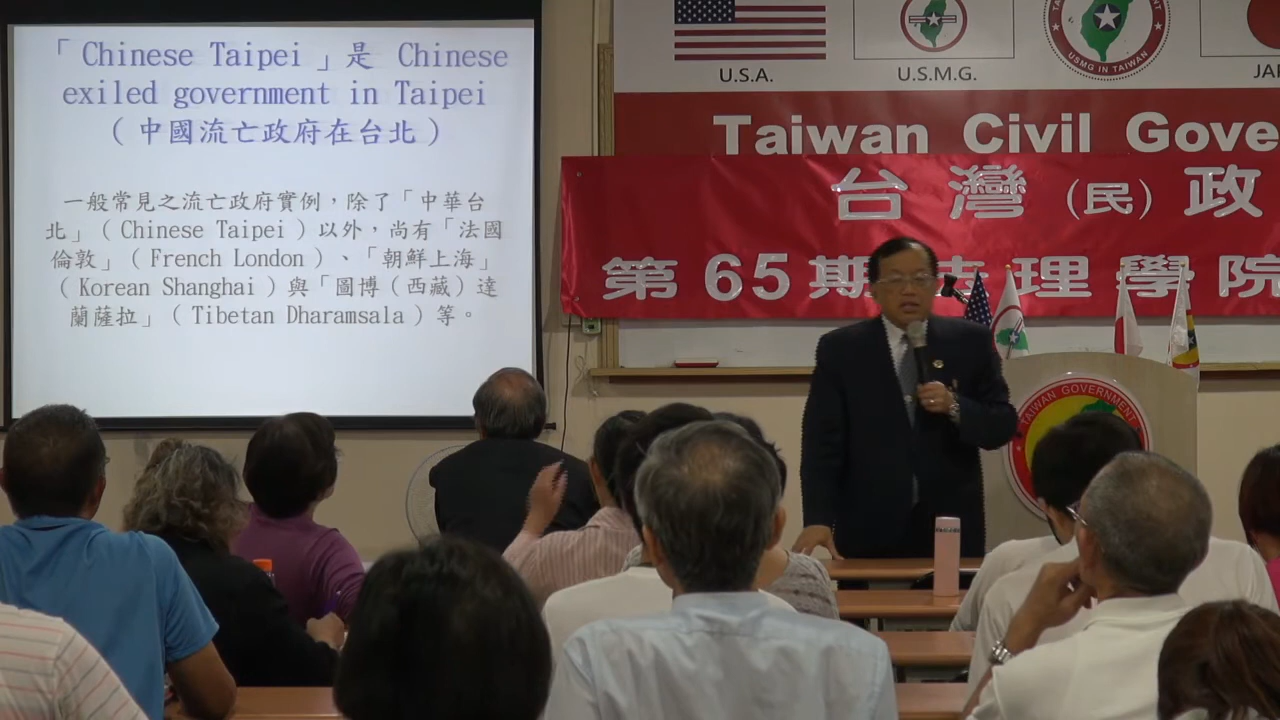 「Chinese Taipei」是 Chinese
exiled government in Taipei
(中國流亡政府在台北)
一般常見之流亡政府實例，除了「中華台
北」(Chinese Taipei)以外，尚有「法國
倫敦」(French London)、「朝鮮上海」
(Korean Shanghai)與「圖博(西藏)達
蘭薩拉」(Tibetan Dharamsala)等。
U.S.A.
U.S.M.G.
USMG IN TAIWAN
Taiwan Civil Gove
台灣(民)政
第65期
理學院
TAIWAN GOVERNMENT